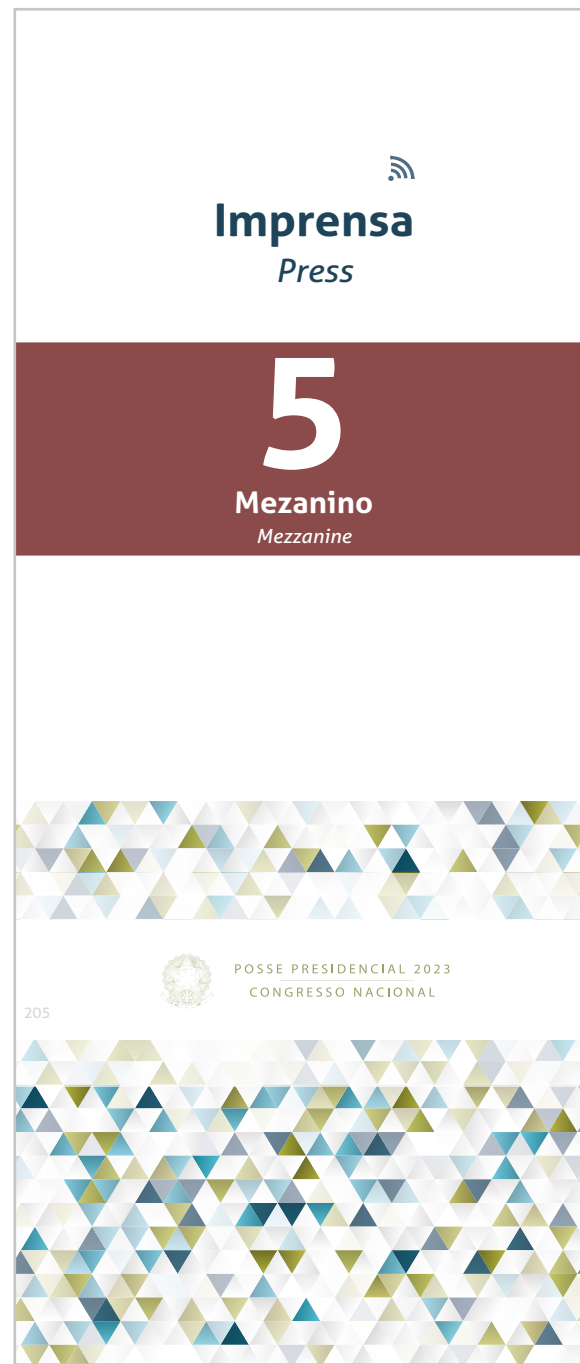 Imprensa
Press
5
Mezanino
Mezzanine
POSSE PRESIDENCIAL 2023
CONGRESSO NACIONAL
205